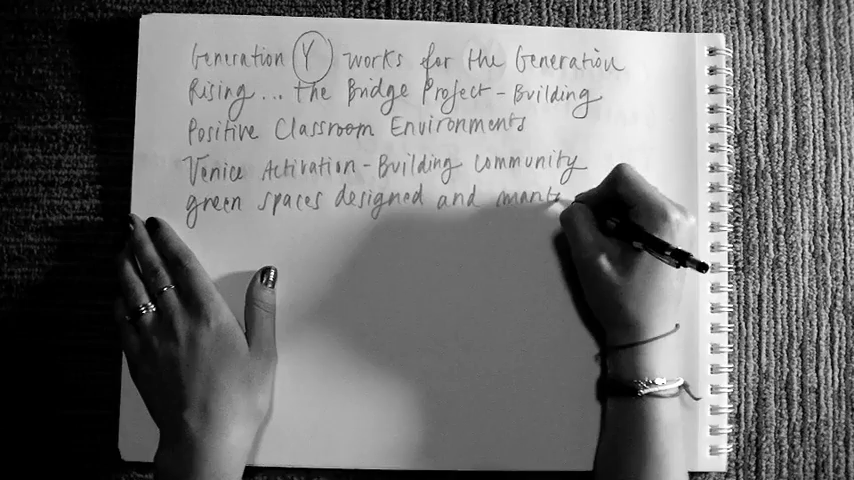 Generation Y works for the Generation
Rising... the Bridge Project - Building
Positive Classroom Environments
Venice Activation - Building Community
green spaces designed and